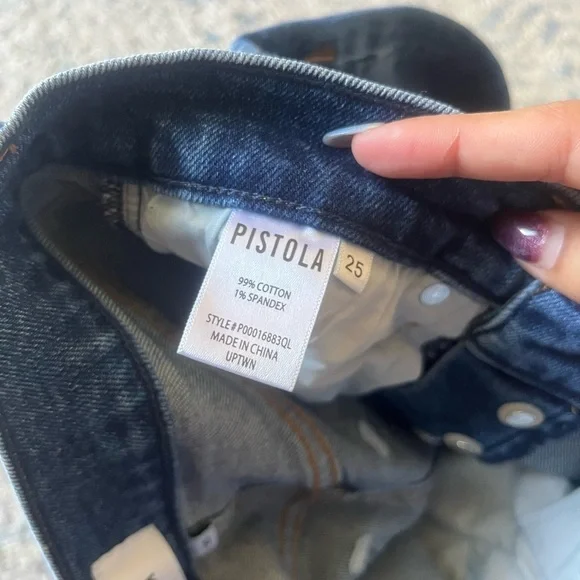 PISTOLA
25
99% COTTON
1% SPANDEX
STYLE# P00016883QL
MADE IN CHINA
UPTWN